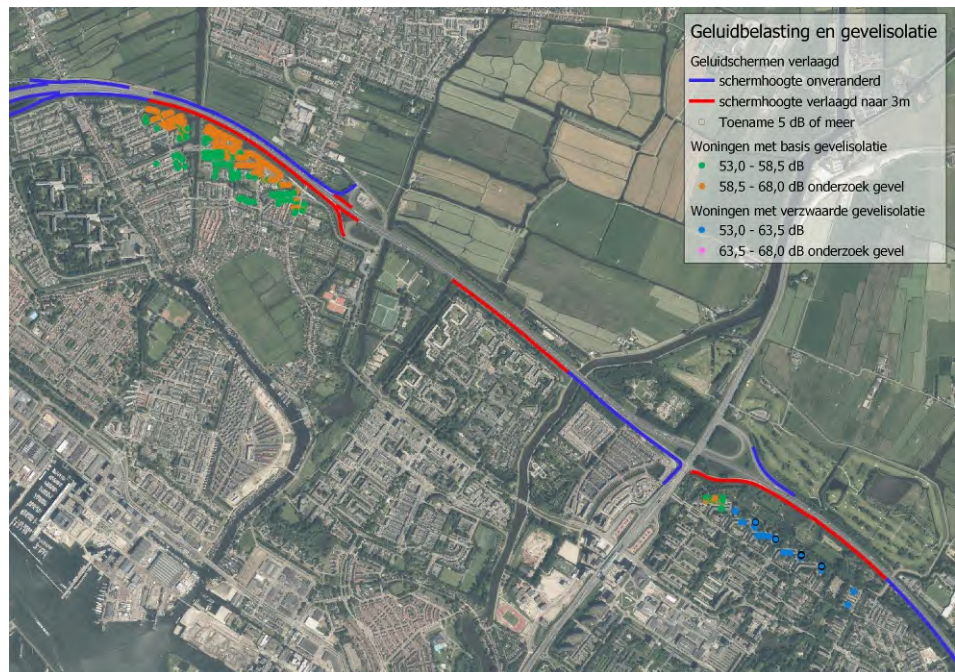 Geluidbelasting en gevelisolatie
Geluidschermen verlaagd
schermhoogte onveranderd
schermhoogte verlaagd naar 3m
Toename 5 dB of meer
Woningen met basis gevelisolatie
53,0 - 58,5 dB
58,5 - 68,0 dB onderzoek gevel
Woningen met verzwaarde gevelisolatie
53,0 - 63,5 dB
63,5 - 68,0 dB onderzoek gevel